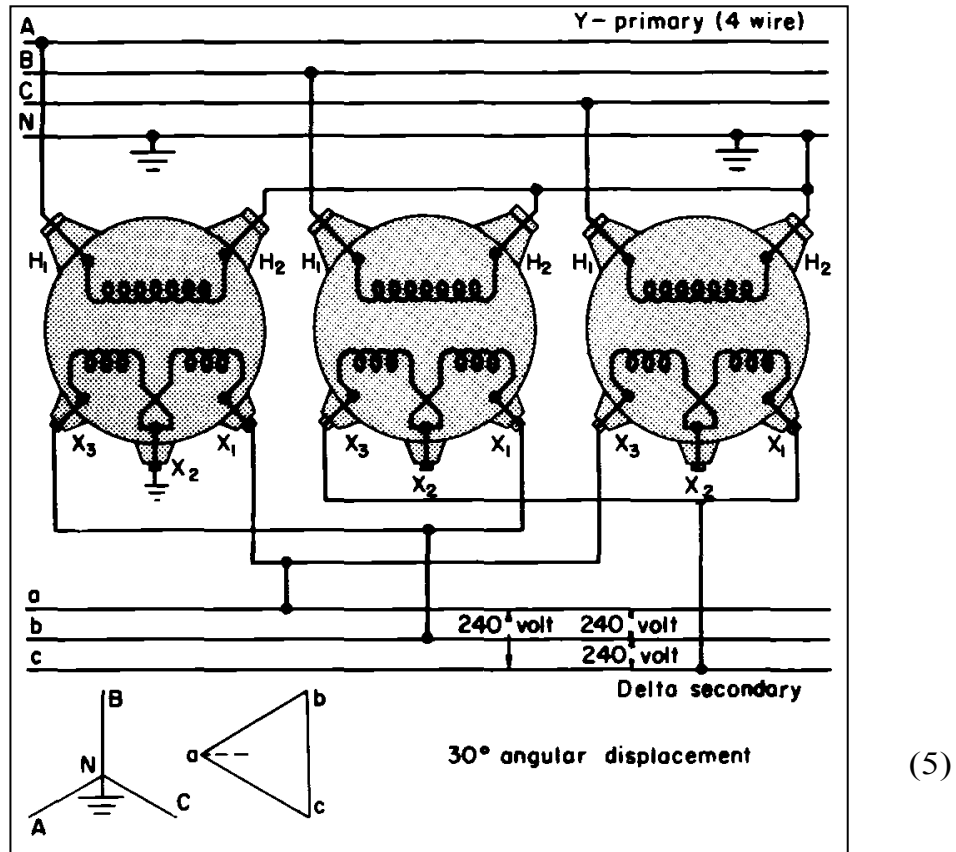 A
Y- primary (4 wire)
B
C
N
H1 H2 H1 H2 H1 H2
X3 X1 X3 X1 X3 X1
X2 X2 X2
a
b 240 volt 240 volt
c 240 volt
Delta secondary
B
b
a
N
30° angular displacement
(5)
C
c
A